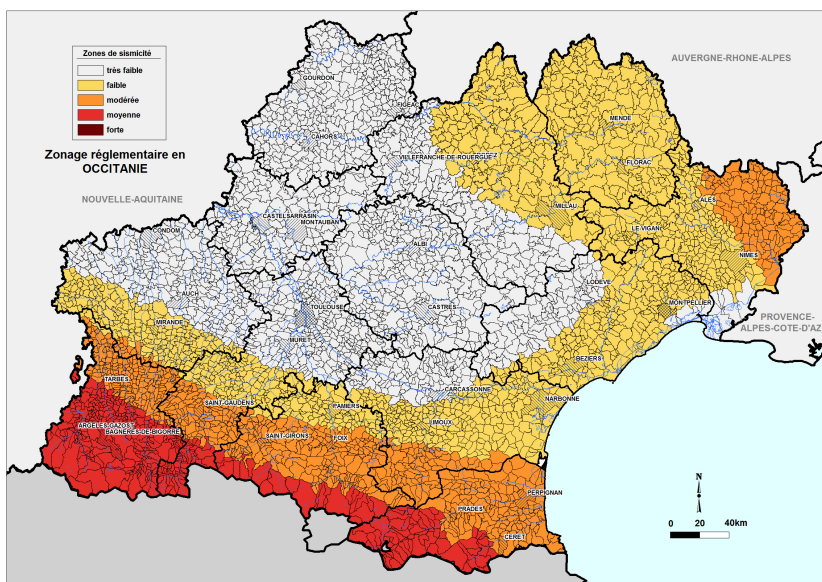 Zones de sismicité
très faible
faible
modérée
moyenne
forte
Zonage réglementaire en
OCCITANIE
AUVERGNE-RHONE-ALPES
NOUVELLE-AQUITAINE
PROVENCE-
ALPES-COTE-D'AZ
GOURDON
FIGEAC
CAHORS
MENDE
VILLEFRANCHE-DE-ROUERGUE
FLORAC
ALES
MILLAU
CASTELSARRASIN
MONTAUBAN
LE VIGAN
CONDOM
ALBI
NIMES
LODEVE
AUCH
TOULOUSE
CASTRES
MONTPELLIER
MIRANDE
MURET
BEZIERS
TARBES
CARCASSONNE
SAINT-GAUDENS
PAMIERS
NARBONNE
LIMOUX
ARGELES-GAZOST
BAGNERES-DE-BIGORRE
SAINT-GIRONS
FOIX
PERPIGNAN
PRADES
CERET
N
0 20 40km